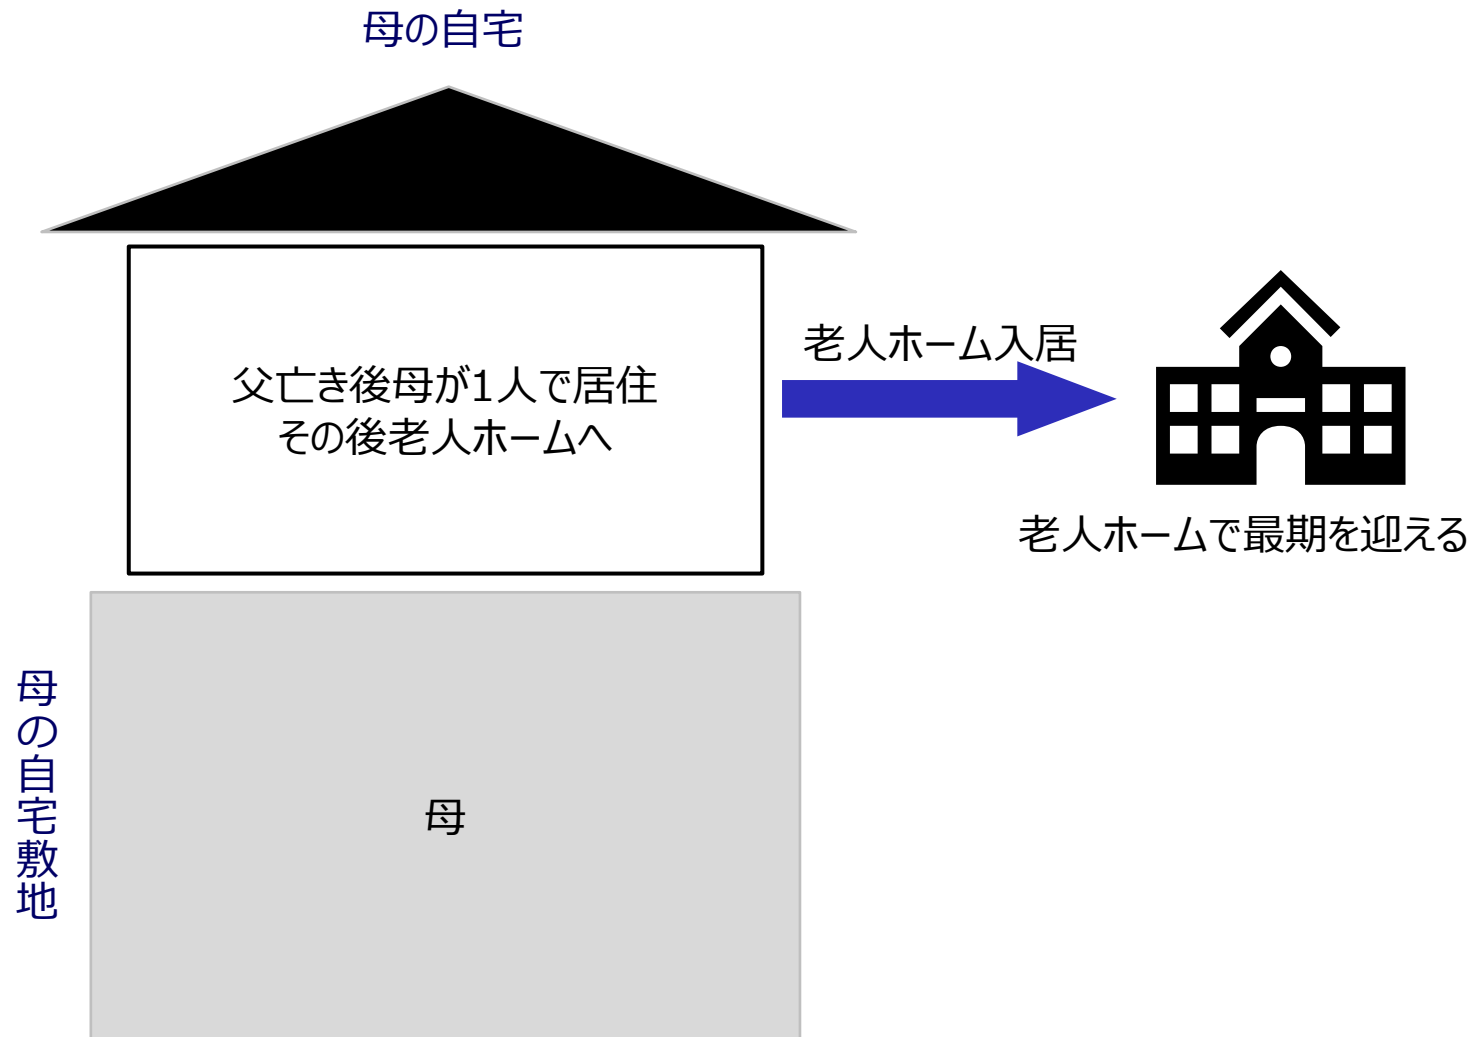 母の自宅
父亡き後母が1人で居住
その後老人ホームへ
老人ホーム入居
老人ホームで最期を迎える
母の自宅敷地
母